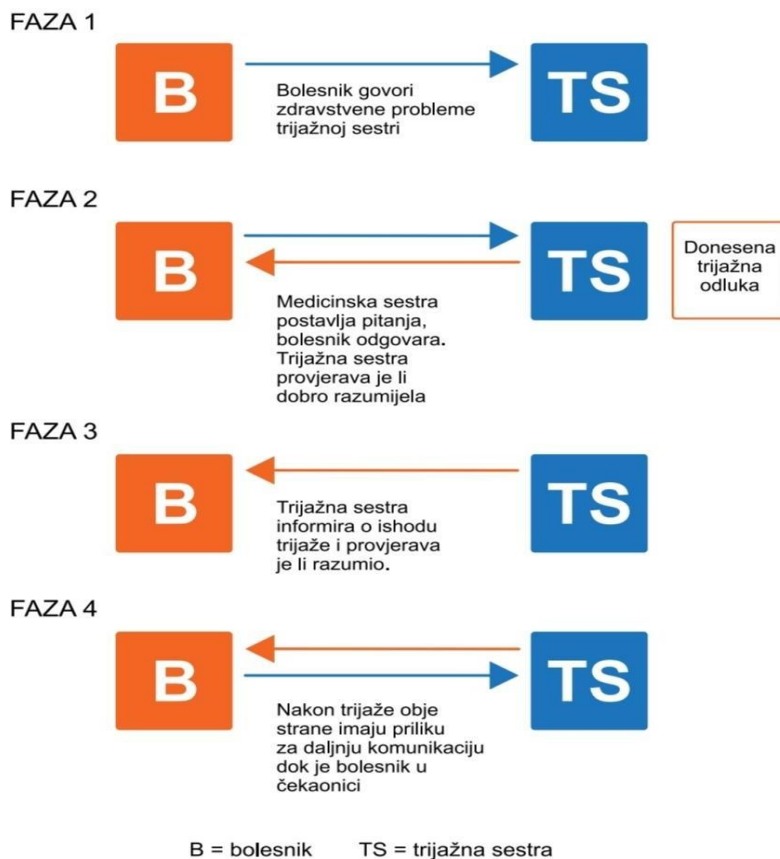 FAZA 1
B
TS
Bolesnik govori
zdravstvene probleme
trijažnoj sestri
FAZA 2
B
TS
Donesena
trijažna
odluka
Medicinska sestra
postavlja pitanja,
bolesnik odgovara.
Trijažna sestra
provjerava je li
dobro razumijela
FAZA 3
B
TS
Trijažna sestra
informira o ishodu
trijaže i provjerava
je li razumio.
FAZA 4
B
TS
Nakon trijaže obje
strane imaju priliku
za daljnju komunikaciju
dok je bolesnik u
čekaonici
B = bolesnik TS = trijažna sestra